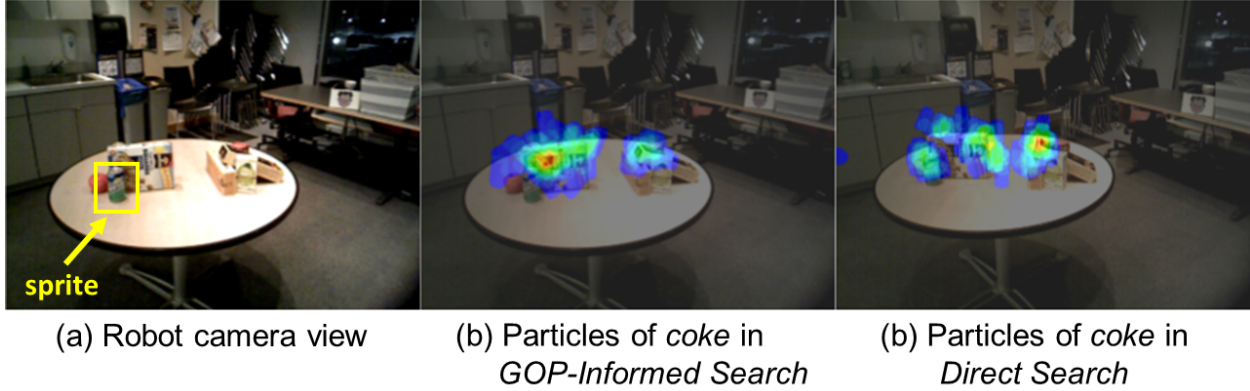 sprite
(a) Robot camera view
(b) Particles of coke in
GOP-Informed Search
(b) Particles of coke in
Direct Search